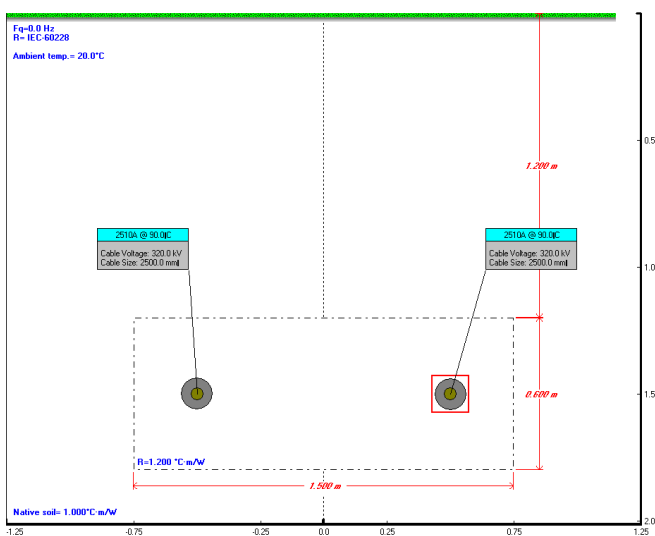 Fq=0.0 Hz
R= IEC-60228
Ambient temp.= 20.0°C
0.5
1.200 m
2510A @ 90.0¡C
Cable Voltage: 320.0 kV
Cable Size: 2500.0 mm
2510A @ 90.0¡C
Cable Voltage: 320.0 kV
Cable Size: 2500.0 mm
1.0
0.600 m
1.5
R=1.200 °C·m/W
1.500 m
Native soil= 1.000°C·m/W
2.0
-1.25
-0.75
-0.25
0.0
0.25
0.75
1.25